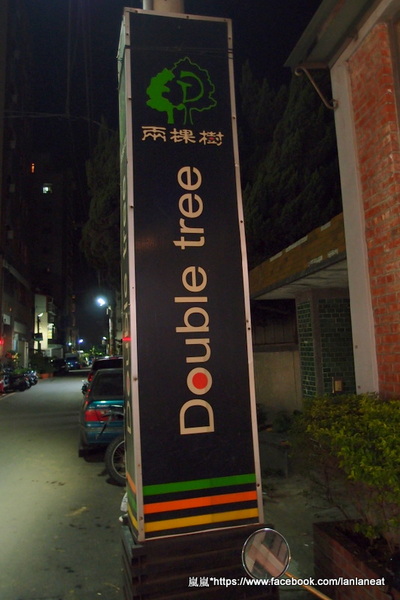 兩棵樹
Double tree
嵐嵐*https://www.facebook.com/lanlaneat